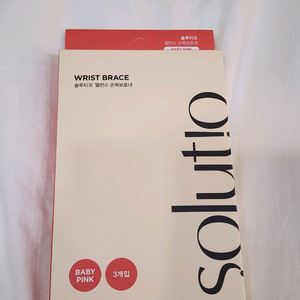 솔루티오
밸런스 손목보호대
BABY PINK
WRIST BRACE
솔루티오 밸런스 손목보호대
solutio
BABY
PINK
3개입